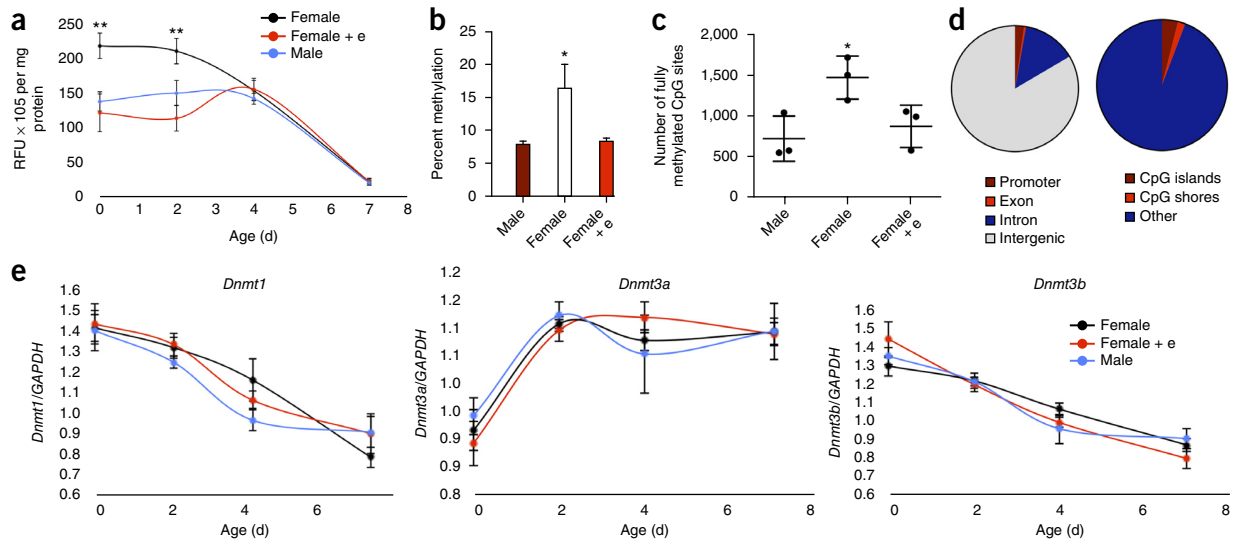 a
RFU × 105 per mg
protein
250
200
150
100
50
0
** **
Female
Female + e
Male
0 1 2 3 4 5 6 7 8
Age (d)
b
Percent methylation
25
20
15
10
5
0
*
Male
Female
Female
+ e
c
Number of fully
methylated CpG sites
2,000
1,500
1,000
500
0
*
Male
Female
Female
+ e
d
Promoter
Exon
Intron
Intergenic
CpG islands
CpG shores
Other
e
Dnmt1
Dnmt1/GAPDH
1.6
1.5
1.4
1.3
1.2
1.1
1.0
0.9
0.8
0.7
0.6
0 2 4 6
Age (d)
Dnmt3a
Dnmt3a/GAPDH
1.2
1.2
1.1
1.1
1.0
1.0
0.9
0.9
0.8
0 2 4 6 8
Age (d)
Dnmt3b
Dnmt3b/GAPDH
1.6
1.5
1.4
1.3
1.2
1.1
1.0
0.9
0.8
0.7
0.6
Female
Female + e
Male
0 2 4 6 8
Age (d)